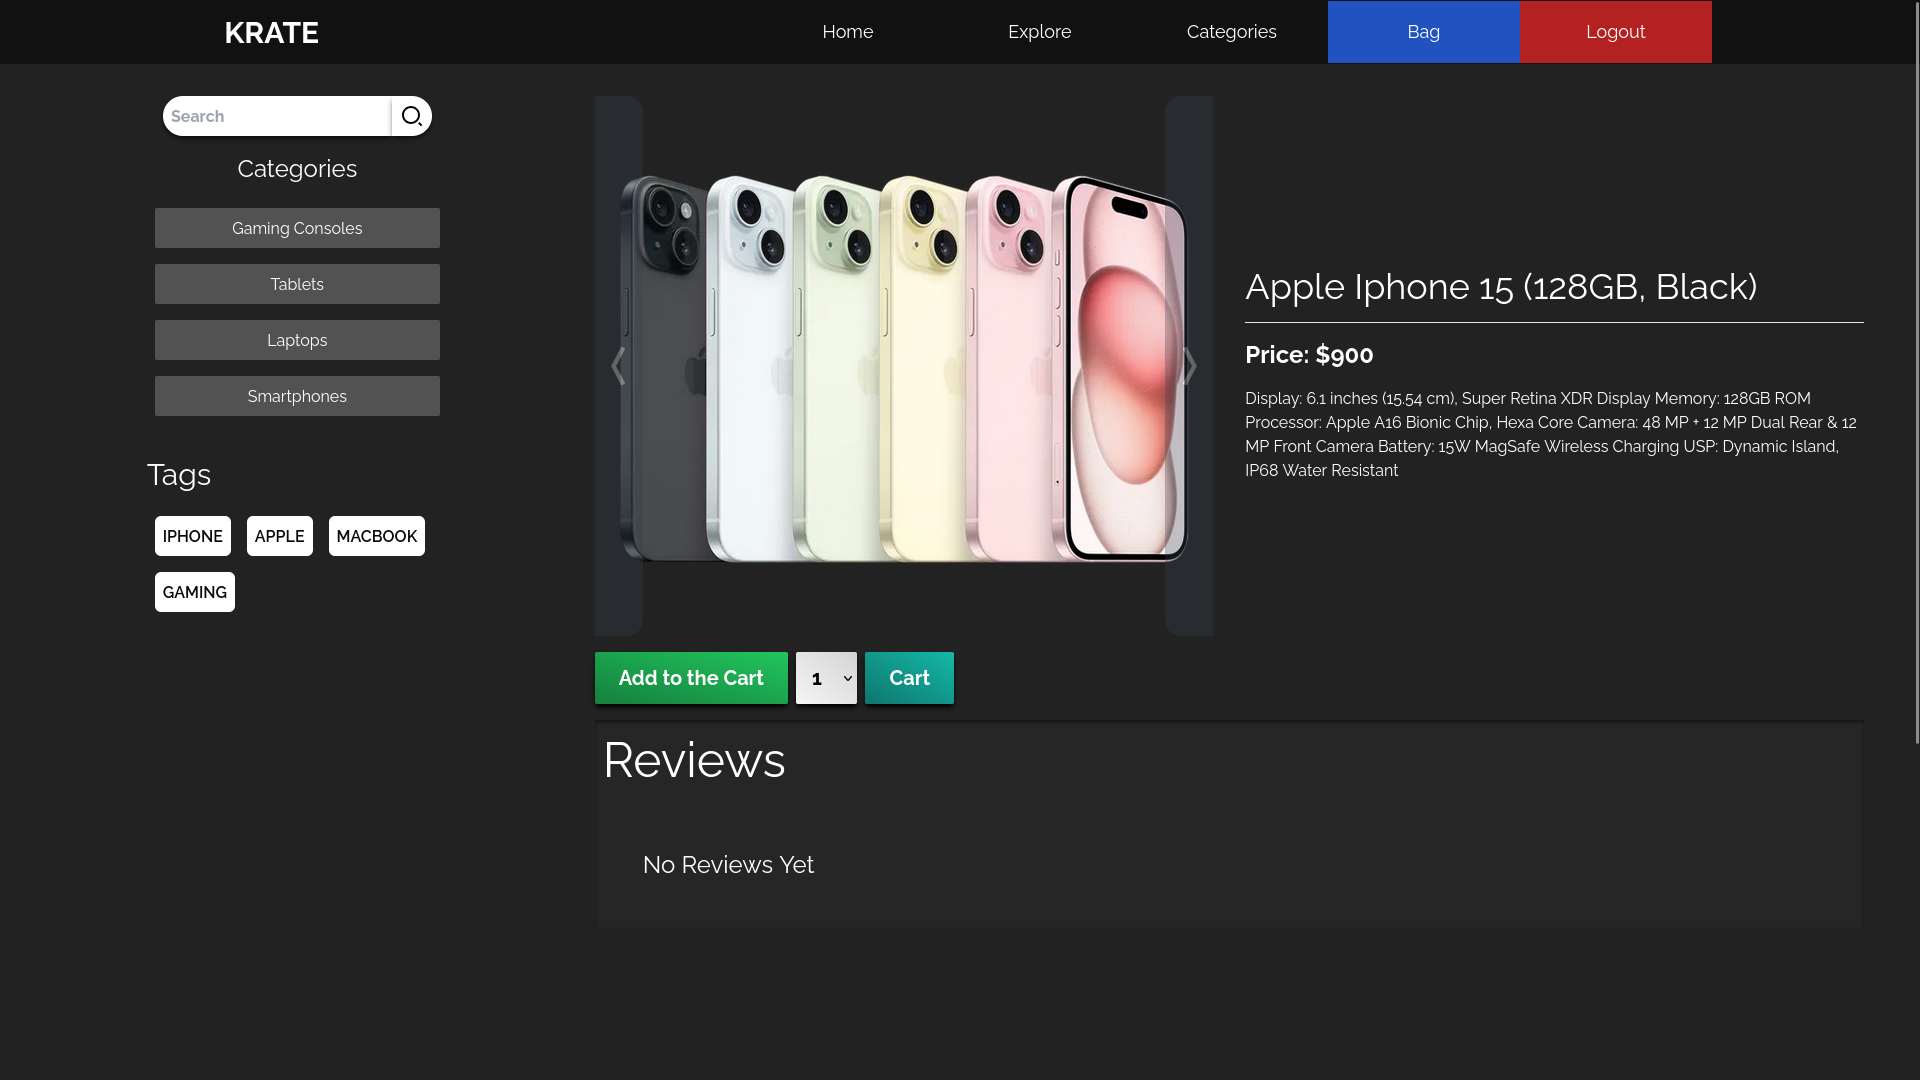 KRATE
Home
Explore
Categories
Bag
Logout
Search
Categories
Gaming Consoles
Tablets
Laptops
Smartphones
Tags
IPHONE
APPLE
MACBOOK
GAMING
Apple Iphone 15 (128GB, Black)
Price: $900
Display: 6.1 inches (15.54 cm), Super Retina XDR Display Memory: 128GB ROM
Processor: Apple A16 Bionic Chip, Hexa Core Camera: 48 MP + 12 MP Dual Rear & 12
MP Front Camera Battery: 15W MagSafe Wireless Charging USP: Dynamic Island,
IP68 Water Resistant
Add to the Cart
1
Cart
Reviews
No Reviews Yet